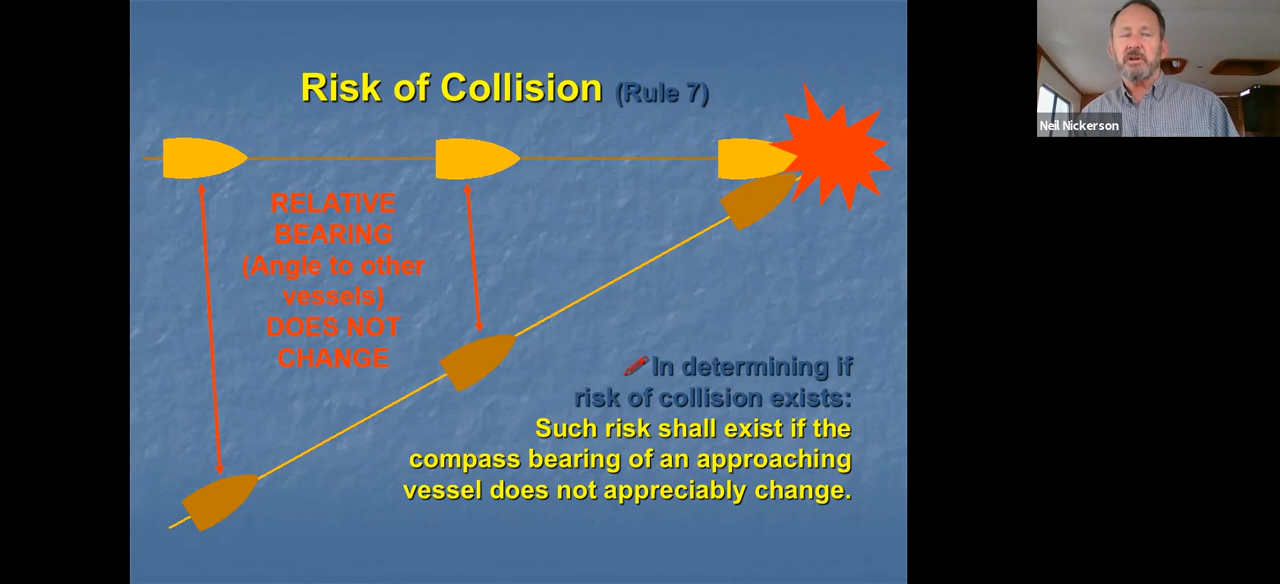 Risk of Collision (Rule 7)
Neil Nickerson
RELATIVE
BEARING
(Angle to other
vessels)
DOES NOT
CHANGE
In determining if
risk of collision exists:
Such risk shall exist if the
compass bearing of an approaching
vessel does not appreciably change.